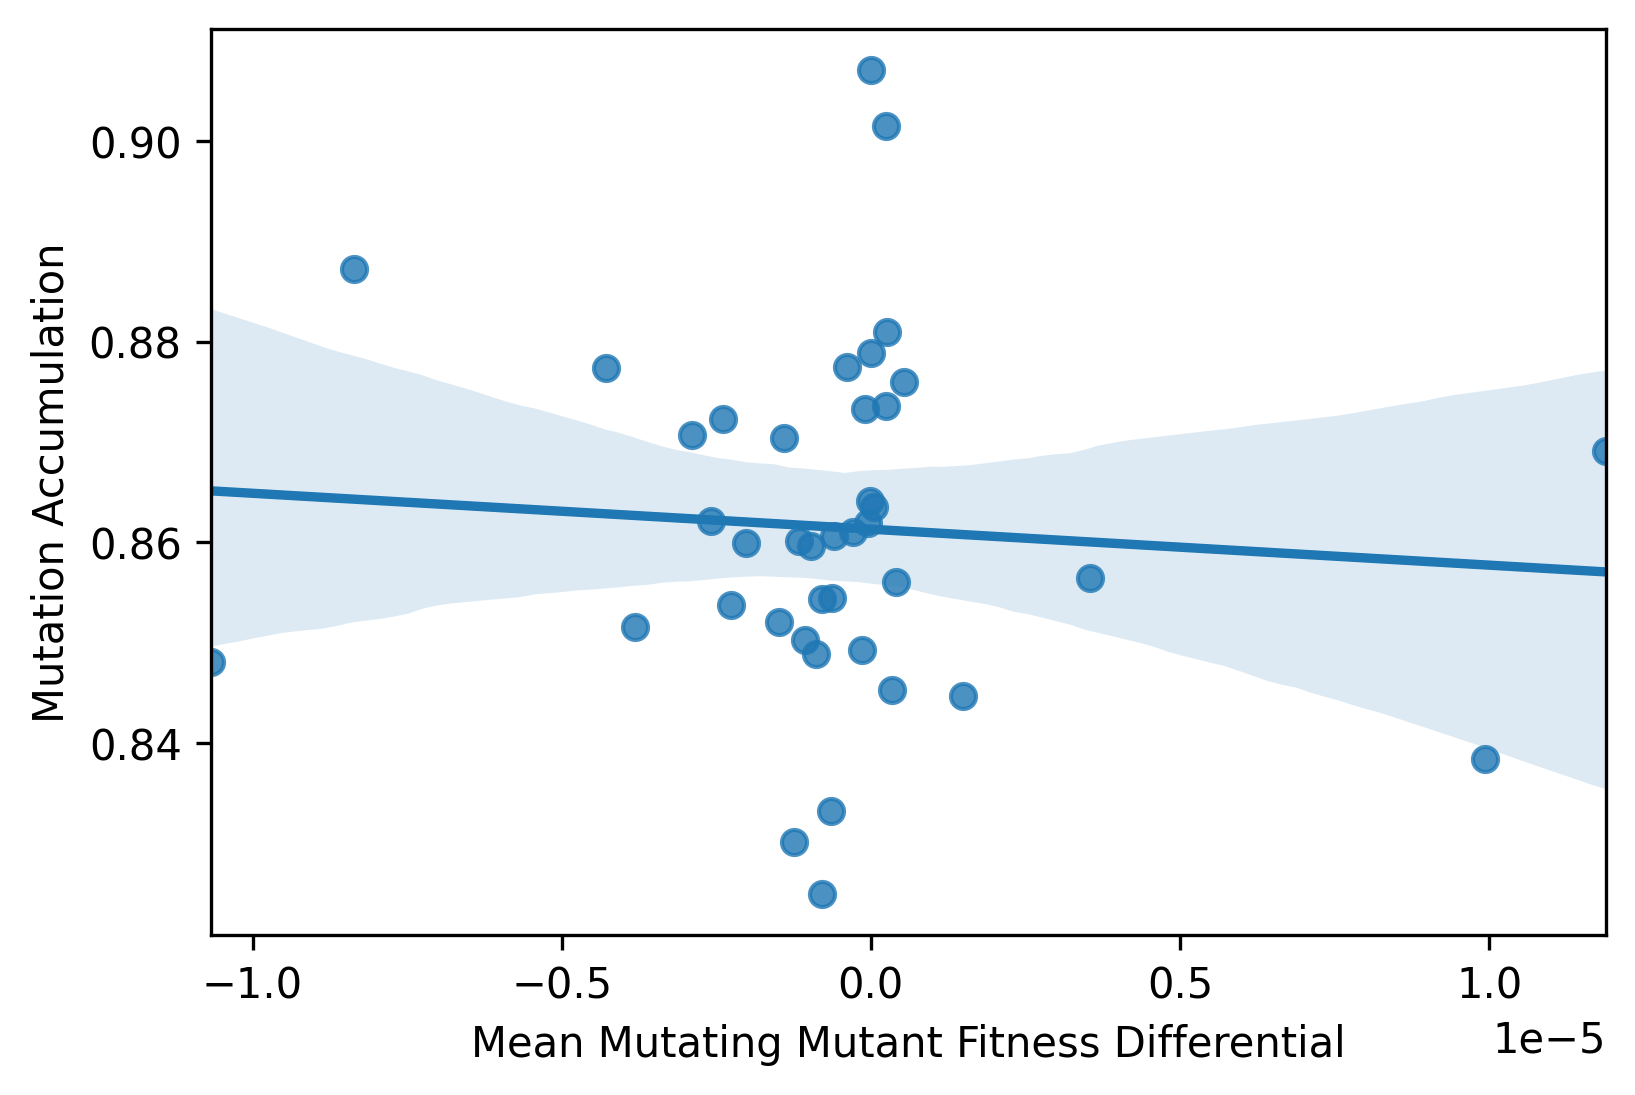 0.90
0.88
0.86
0.84
Mutation Accumulation
−1.0 −0.5 0.0 0.5 1.0
1e−5
Mean Mutating Mutant Fitness Differential